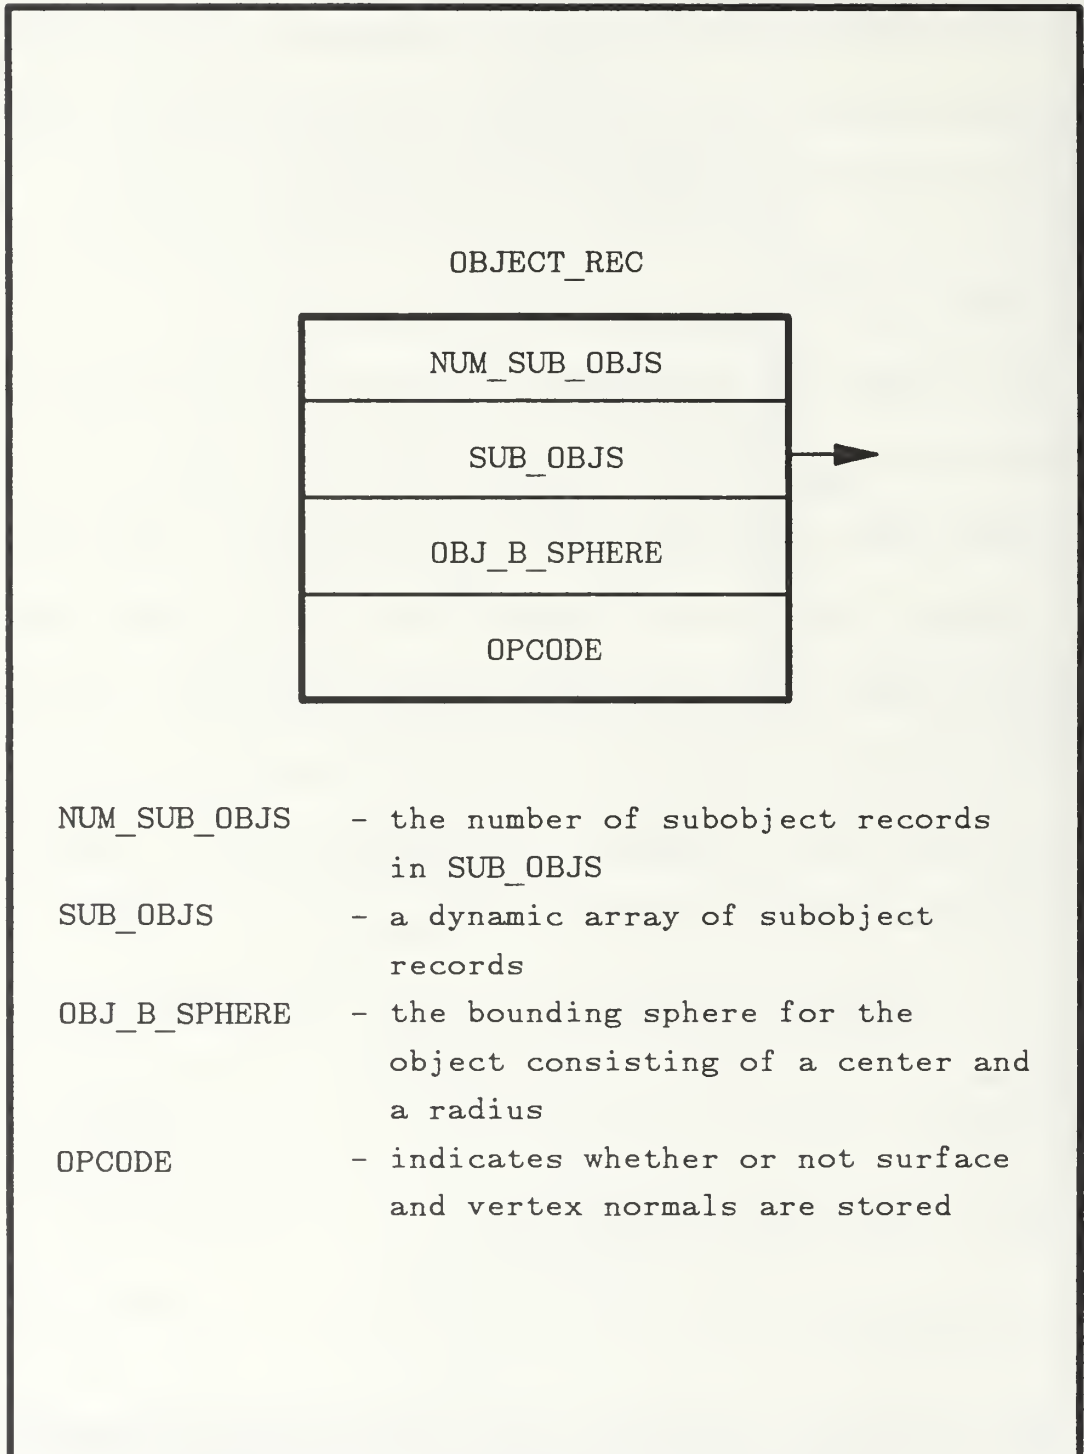 OBJECT_REC
NUM_SUB_OBJS
SUB_OBJS
OBJ_B_SPHERE
OPCODE
NUM_SUB_OBJS - the number of subobject records
in SUB_OBJS
SUB_OBJS - a dynamic array of subobject
records
OBJ_B_SPHERE - the bounding sphere for the
object consisting of a center and
a radius
OPCODE - indicates whether or not surface
and vertex normals are stored